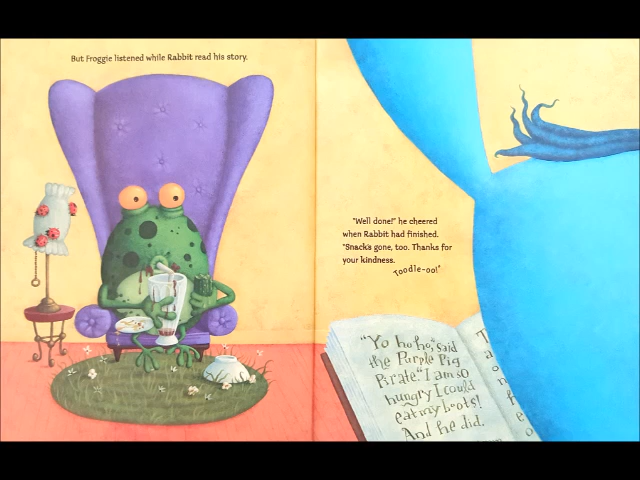 But Froggie listened while Rabbit read his story.
"Well done!" he cheered
when Rabbit had finished.
"Snacks gone, too. Thanks for
your kindness.
Toodle-oo!"
"Yo ho ho," said
the Purple Pig
Pirate. "I am so
hungry I could
eat my boots!
And he did.